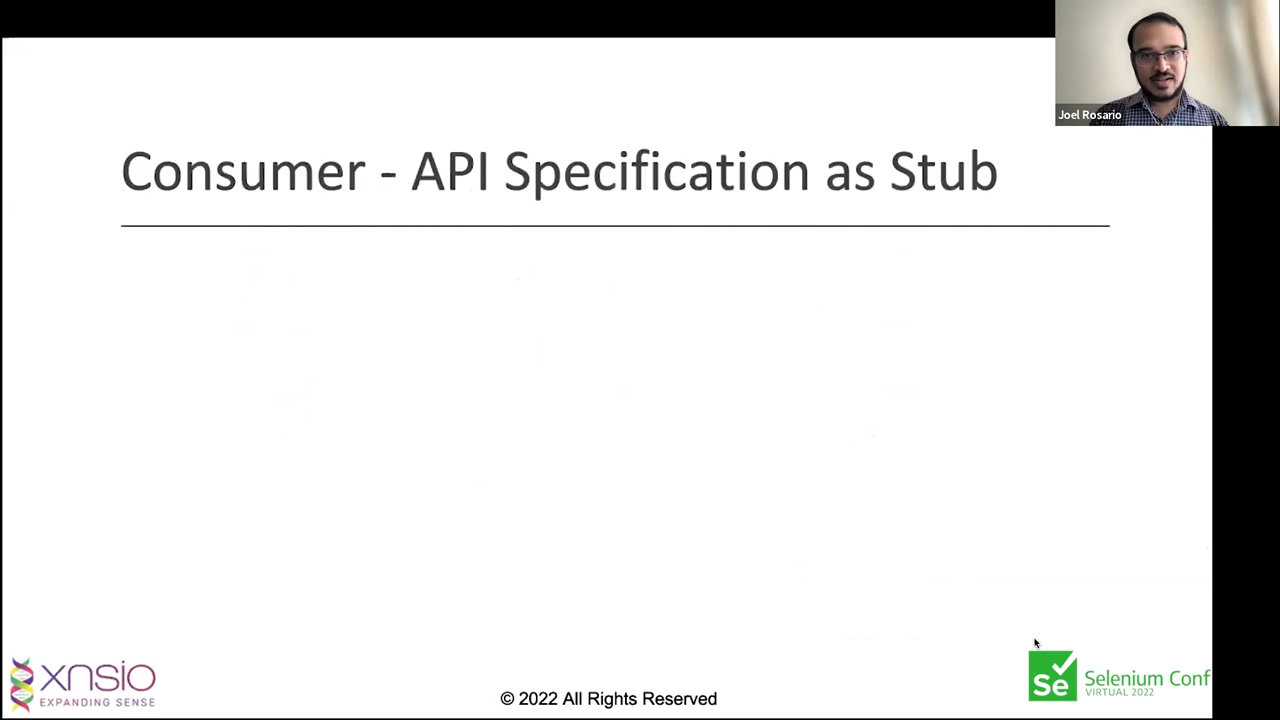 Joel Rosario
Consumer - API Specification as Stub
xnsio
EXPANDING SENSE
© 2022 All Rights Reserved
Se
Selenium Conf
VIRTUAL 2022